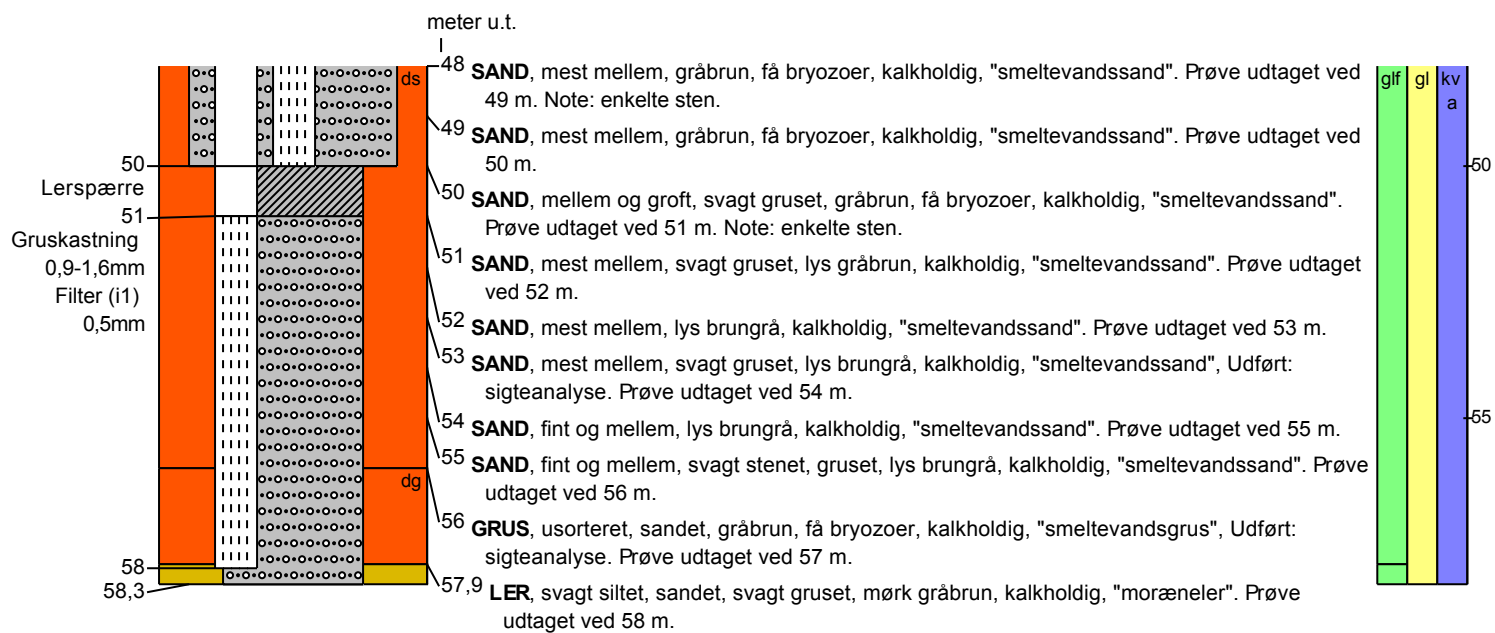 meter u.t.
48 SAND, mest mellem, gråbrun, få bryozoer, kalkholdig, "smeltevandssand". Prøve udtaget ved
49 m. Note: enkelte sten.
49 SAND, mest mellem, gråbrun, få bryozoer, kalkholdig, "smeltevandssand". Prøve udtaget ved
50 m.
50 SAND, mellem og groft, svagt gruset, gråbrun, få bryozoer, kalkholdig, "smeltevandssand".
Prøve udtaget ved 51 m. Note: enkelte sten.
51 SAND, mest mellem, svagt gruset, lys gråbrun, kalkholdig, "smeltevandssand". Prøve udtaget
ved 52 m.
52 SAND, mest mellem, lys brungrå, kalkholdig, "smeltevandssand". Prøve udtaget ved 53 m.
53 SAND, mest mellem, svagt gruset, lys brungrå, kalkholdig, "smeltevandssand", Udført:
sigteanalyse. Prøve udtaget ved 54 m.
54 SAND, fint og mellem, lys brungrå, kalkholdig, "smeltevandssand". Prøve udtaget ved 55 m.
55 SAND, fint og mellem, svagt stenet, gruset, lys brungrå, kalkholdig, "smeltevandssand". Prøve
udtaget ved 56 m.
56 GRUS, usorteret, sandet, gråbrun, få bryozoer, kalkholdig, "smeltevandsgrus", Udført:
sigteanalyse. Prøve udtaget ved 57 m.
57,9 LER, svagt siltet, sandet, svagt gruset, mørk gråbrun, kalkholdig, "moræneler". Prøve
udtaget ved 58 m.
50
Lerspærre
51
Gruskastning
0,9-1,6mm
Filter (i1)
0,5mm
58
58,3
ds
dg
glf gl kv
a
50
55